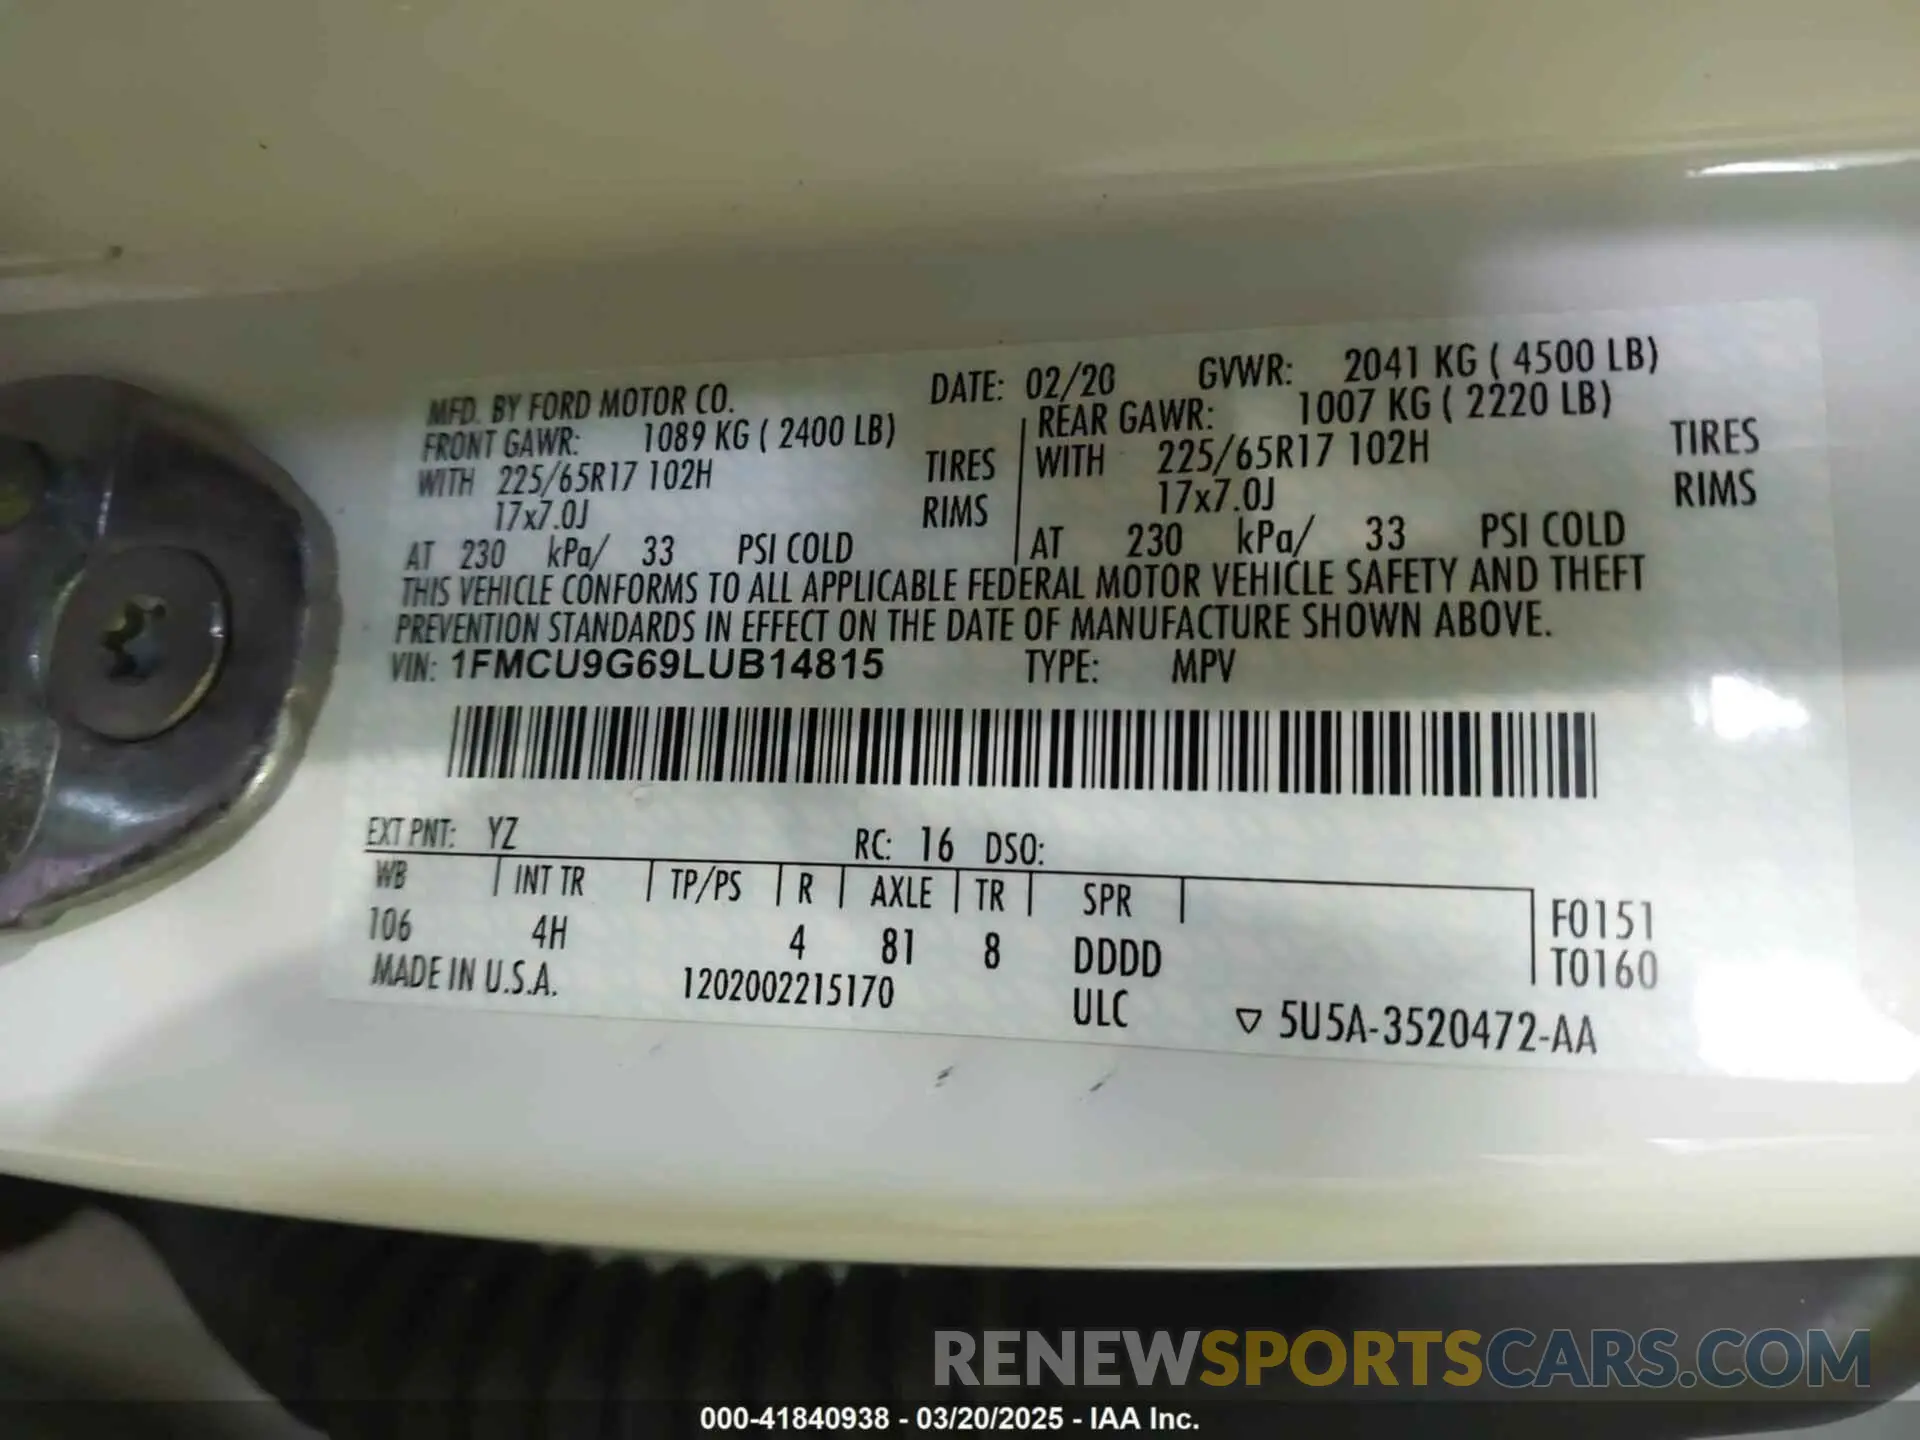 MFD. BY FORD MOTOR CO. DATE: 02/20 GVWR: 2041 KG ( 4500 LB)
FRONT GAWR: 1089 KG ( 2400 LB) REAR GAWR: 1007 KG ( 2220 LB)
WITH 225/65R17 102H TIRES WITH 225/65R17 102H TIRES
17x7.0J RIMS 17x7.0J RIMS
AT 230 kPa/ 33 PSI COLD AT 230 kPa/ 33 PSI COLD
THIS VEHICLE CONFORMS TO ALL APPLICABLE FEDERAL MOTOR VEHICLE SAFETY AND THEFT
PREVENTION STANDARDS IN EFFECT ON THE DATE OF MANUFACTURE SHOWN ABOVE.
VIN: 1FMCU9G69LUB14815 TYPE: MPV
EXT PNT: YZ RC: 16 DSO:
WB INT TR TP/PS R AXLE TR SPR F0151
106 4H 4 81 8 DDDD T0160
MADE IN U.S.A. 1202002215170 ULC ▽ 5U5A-3520472-AA
RENEWSPORTSCARS.COM
000-41840938 - 03/20/2025 - IAA Inc.